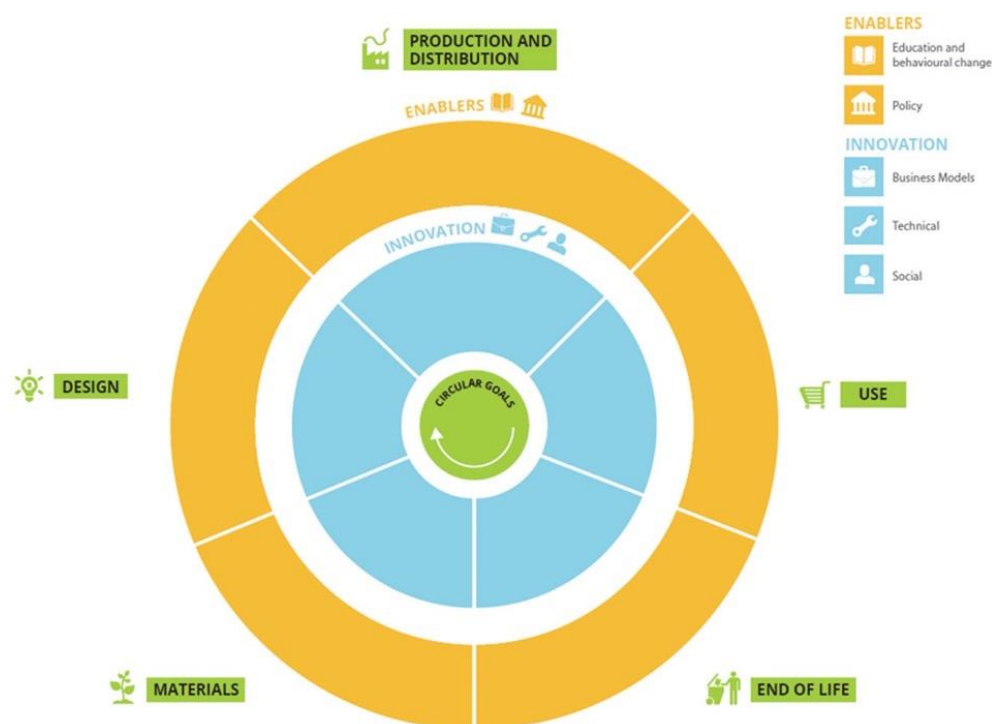 PRODUCTION AND
DISTRIBUTION
ENABLERS
INNOVATION
CIRCULAR GOALS
DESIGN
USE
MATERIALS
END OF LIFE
ENABLERS
Education and
behavioural change
Policy
INNOVATION
Business Models
Technical
Social